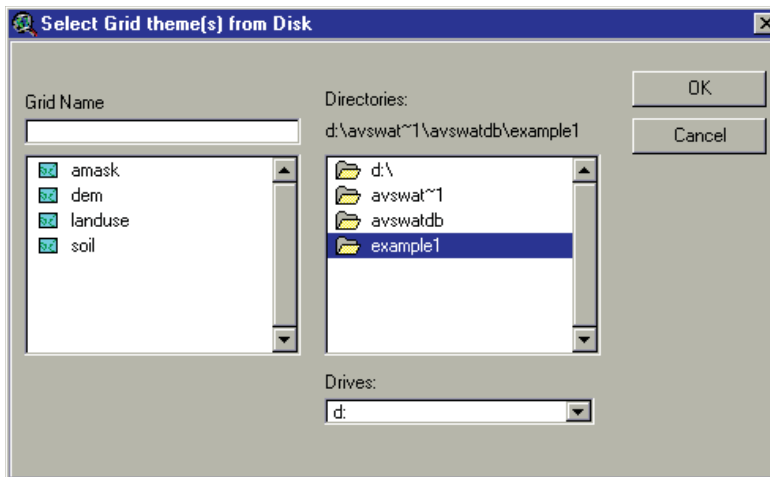 Select Grid theme(s) from Disk
Grid Name
amask
dem
landuse
soil
Directories:
d:\avswat~1\avswatdb\example1
d:\
avswat~1
avswatdb
example1
Drives:
d:
OK
Cancel